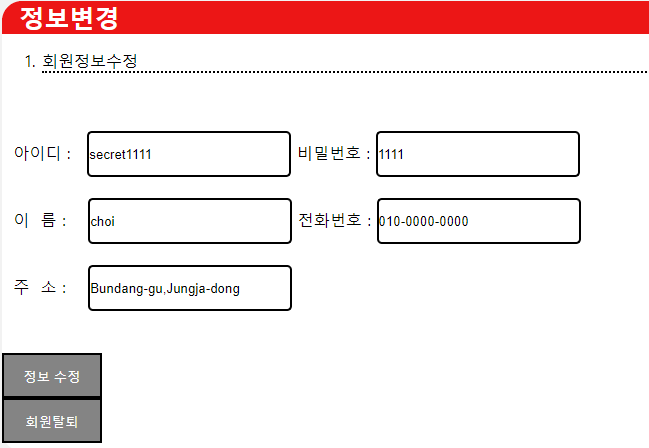 정보변경
1. 회원정보수정
아이디 : secret1111 비밀번호 : 1111
이 름 : choi 전화번호 : 010-0000-0000
주 소 : Bundang-gu,Jungja-dong
정보 수정
회원탈퇴